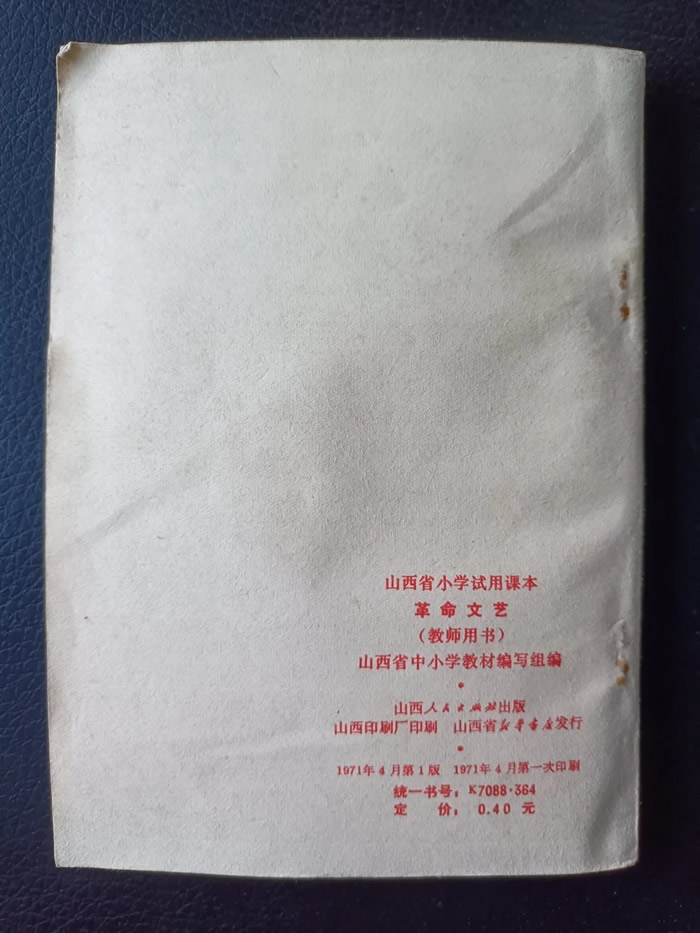 山西省小学试用课本
革命文艺
（教师用书）
山西省中小学教材编写组编
山西人民出版社出版
山西印刷厂印刷 山西省新华书店发行
1971年4月第1版 1971年4月第一次印刷
统一书号：K7088·364
定 价：0.40 元